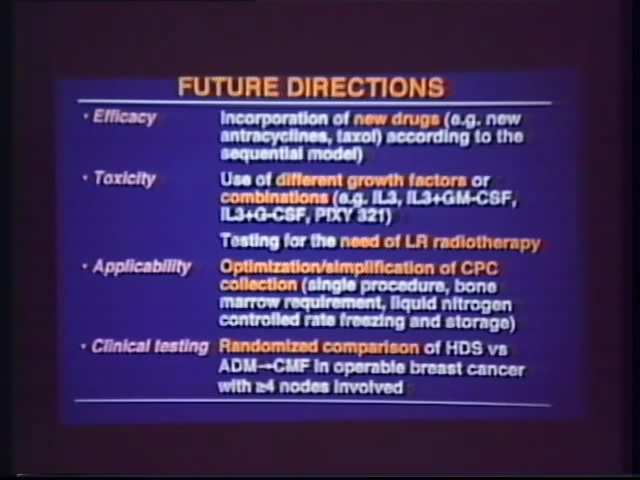 FUTURE DIRECTIONS
• Efficacy Incorporation of new drugs (e.g. new
antracyclines, taxol) according to the
sequential model)
• Toxicity Use of different growth factors or
combinations (e.g. IL3, IL3+GM-CSF,
IL3+G-CSF, PIXY 321)
Testing for the need of LR radiotherapy
• Applicability Optimization/simplification of CPC
collection (single procedure, bone
marrow requirement, liquid nitrogen
controlled rate freezing and storage)
• Clinical testing Randomized comparison of HDS vs
ADM→CMF in operable breast cancer
with ≥4 nodes involved